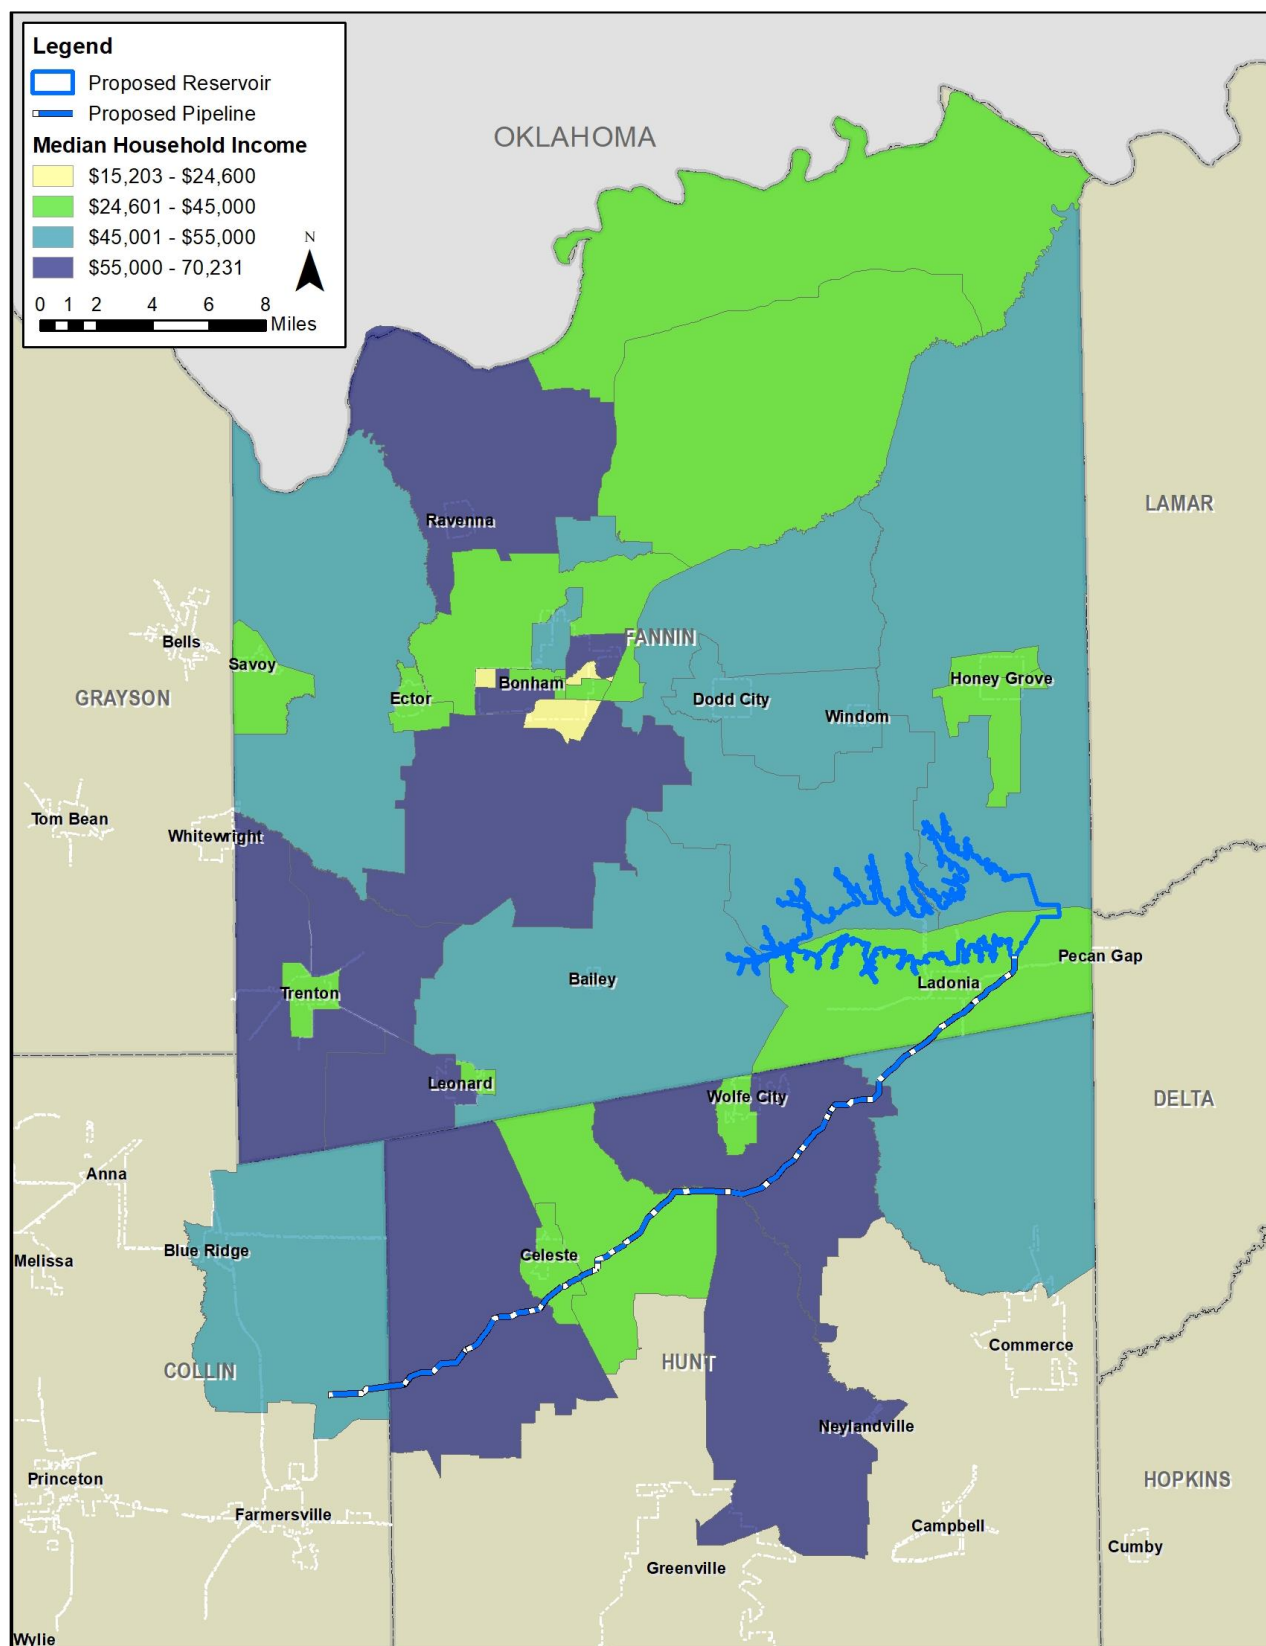 Legend
Proposed Reservoir
Proposed Pipeline
Median Household Income
$15,203 - $24,600
$24,601 - $45,000
$45,001 - $55,000
$55,000 - 70,231
N
0 1 2 4 6 8
Miles
OKLAHOMA
LAMAR
Ravenna
Bells
Savoy
FANNIN
GRAYSON
Ector
Bonham
Dodd City
Honey Grove
Windom
Tom Bean
Whitewright
Pecan Gap
Trenton
Bailey
Ladonia
Leonard
Wolfe City
DELTA
Anna
Melissa
Blue Ridge
Celeste
COLLIN
HUNT
Commerce
Neylandville
Princeton
HOPKINS
Farmersville
Campbell
Cumby
Greenville
Wylie